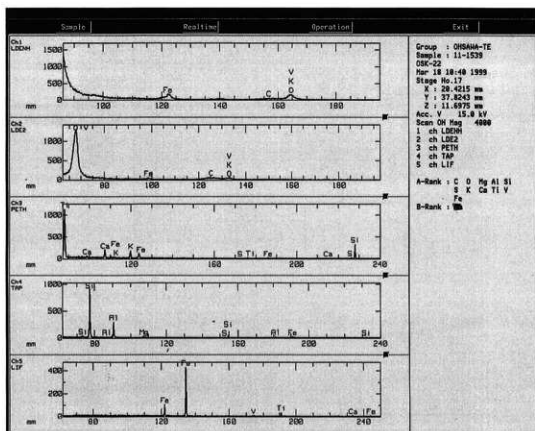 Sample Realtime Operation Exit
Ch1
LDENH
1500
1000
500
0
Fe
C
V
K
O
mm 100 120 140 160 180
Ch2
LDE2
1500
1000
500
0
Fe
C
V
K
O
mm 80 100 120 140 160 180
Ch3
PETH
1000
500
0
Ca
Ca
Fe
K
K
Fe
S Ti Fe
Ca S
mm 120 160 200 240
Ch4
TAP
1000
500
0
Si
Si
Al
Al
Mg
Si
S
Al Fe
Si
mm 80 120 160 200 240
Ch5
LIF
400
200
0
Fe
Fe
V
Ti
Ca Fe
mm 80 120 160 200 240
Group : OHSAWA-TE
Sample : 11-1539
OSK-22
Mar 18 10:40 1999
Stage No.17
X : 20.4215 mm
Y : 37.8243 mm
Z : 11.6975 mm
Acc. V 15.0 kV
Scan ON Mag 4000
1 ch LDENH
2 ch LDE2
3 ch PETH
4 ch TAP
5 ch LIF
A-Rank : C O Mg Al Si
S K Ca Ti V
Fe
B-Rank :